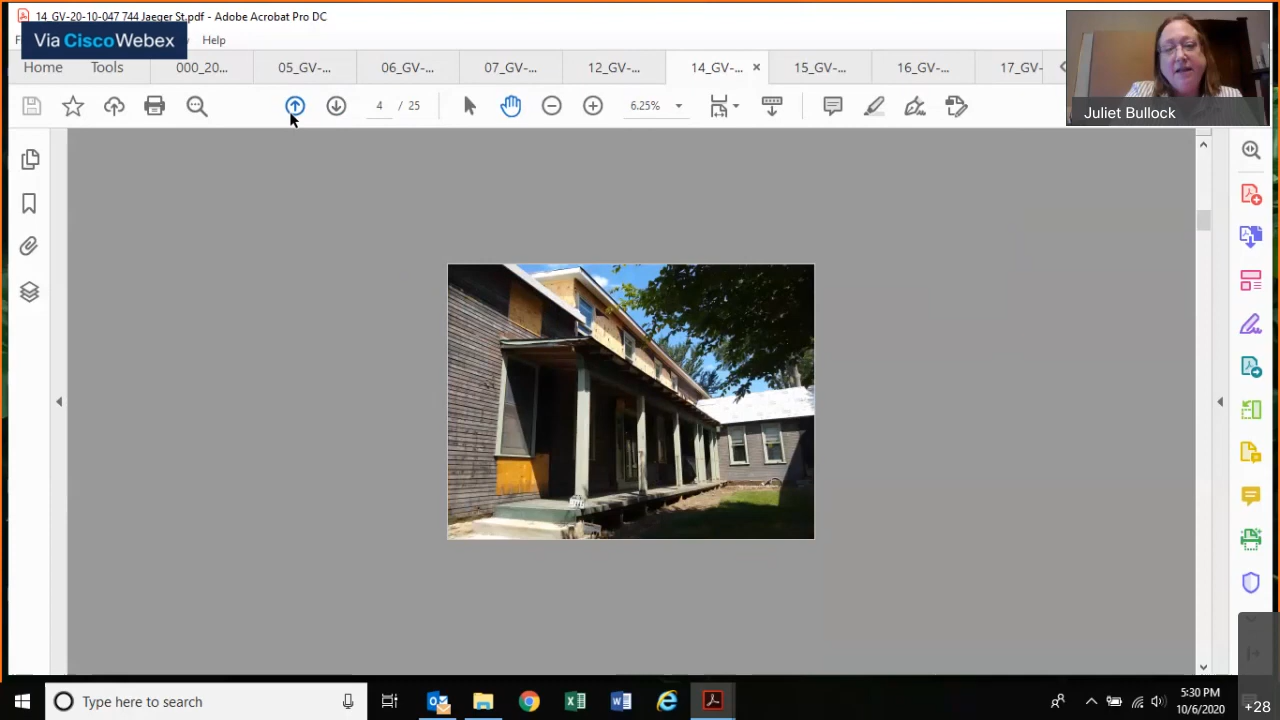 14_GV-20-10-047 744 Jaeger St.pdf - Adobe Acrobat Pro DC
Via CiscoWebex
Help
Home
Tools
000_20...
05_GV-...
06_GV-...
07_GV-...
12_GV-...
14_GV-...
15_GV-...
16_GV-...
17_GV-
4 / 25
6.25%
Juliet Bullock
Type here to search
5:30 PM
10/6/2020
+28